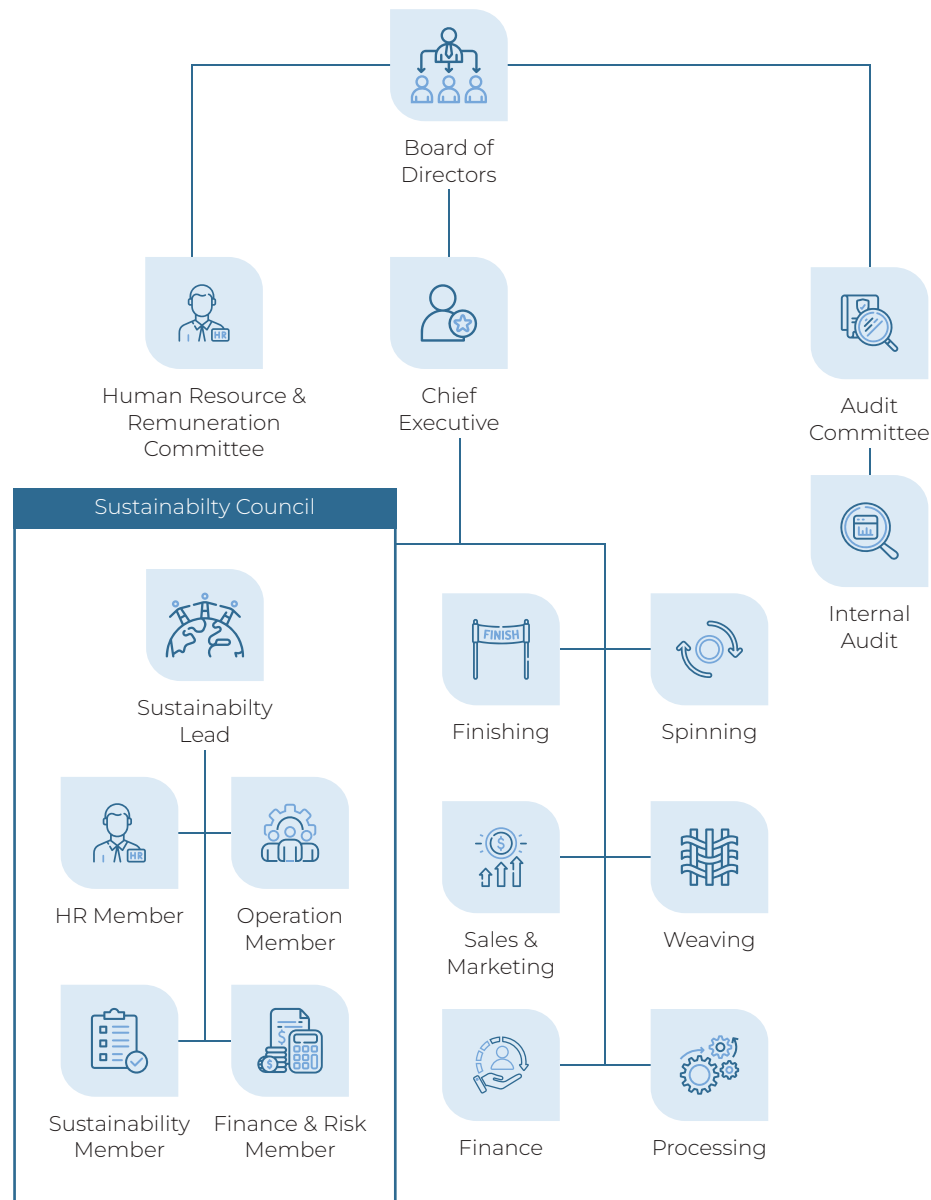 Board of
Directors
HR
Human Resource &
Remuneration
Committee
Chief
Executive
Audit
Committee
Internal
Audit
Sustainabilty Council
Sustainabilty
Lead
HR
HR Member
Operation
Member
Sustainability
Member
$
$
Finance & Risk
Member
FINISH
Finishing
Spinning
$
Sales &
Marketing
Weaving
Finance
Processing